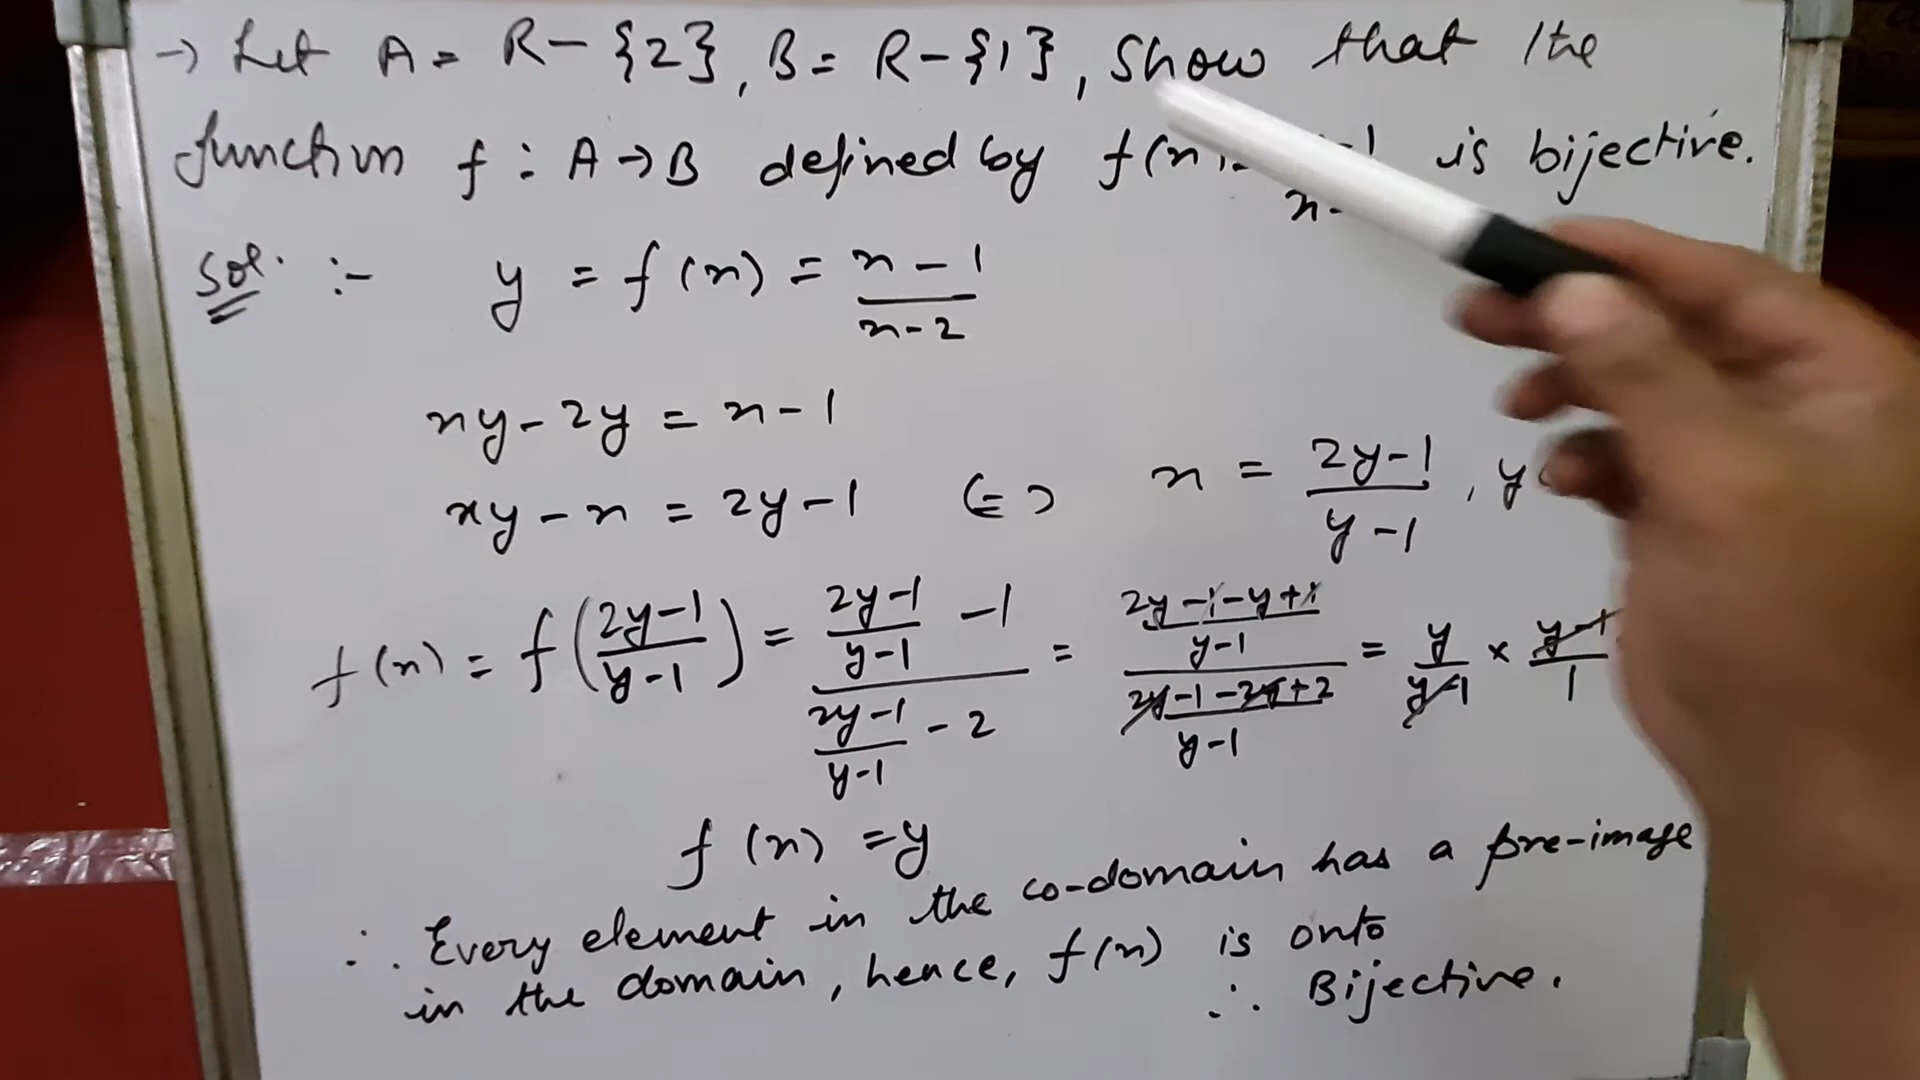 → Let A = R - {2}, B = R - {1}, Show that the
function f : A → B defined by f(x is bijective.
Sol. :- y = f(x) = x-1 / x-2
xy - 2y = x - 1
xy - x = 2y - 1 ⇔ x = 2y-1 / y-1 , y
f(x) = f(2y-1 / y-1) = (2y-1 / y-1 - 1) / (2y-1 / y-1 - 2) = (2y-1-y+1 / y-1) / (2y-1-2y+2 / y-1) = y / y-1 × y-1 / 1
f(x) = y
∴ Every element in the co-domain has a pre-image
in the domain, hence, f(x) is onto
∴ Bijective.